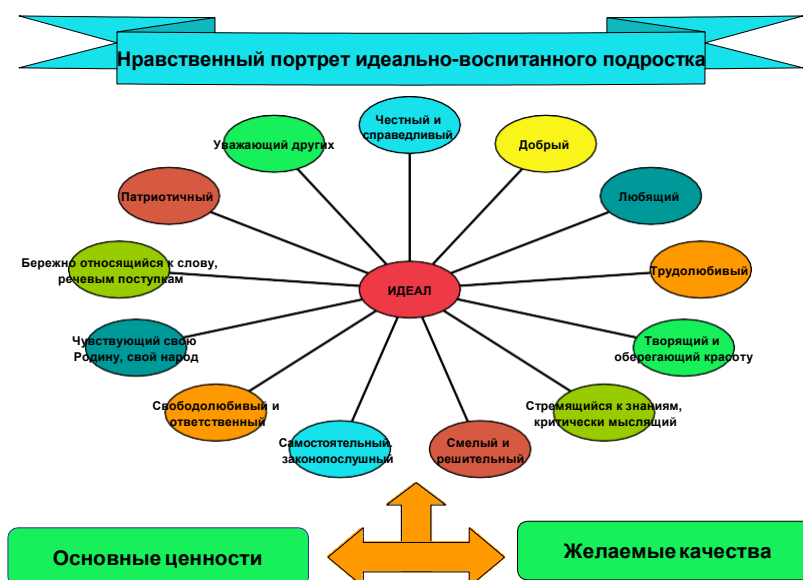 Нравственный портрет идеально-воспитанного подростка
Честный и
справедливый
Добрый
Любящий
Трудолюбивый
Творящий и
оберегающий красоту
Стремящийся к знаниям,
критически мыслящий
Смелый и
решительный
Самостоятельный,
законопослушный
Свободолюбивый и
ответственный
Чувствующий свою
Родину, свой народ
Бережно относящийся к слову,
речевым поступкам
Патриотичный
Уважающий других
ИДЕАЛ
Основные ценности
Желаемые качества